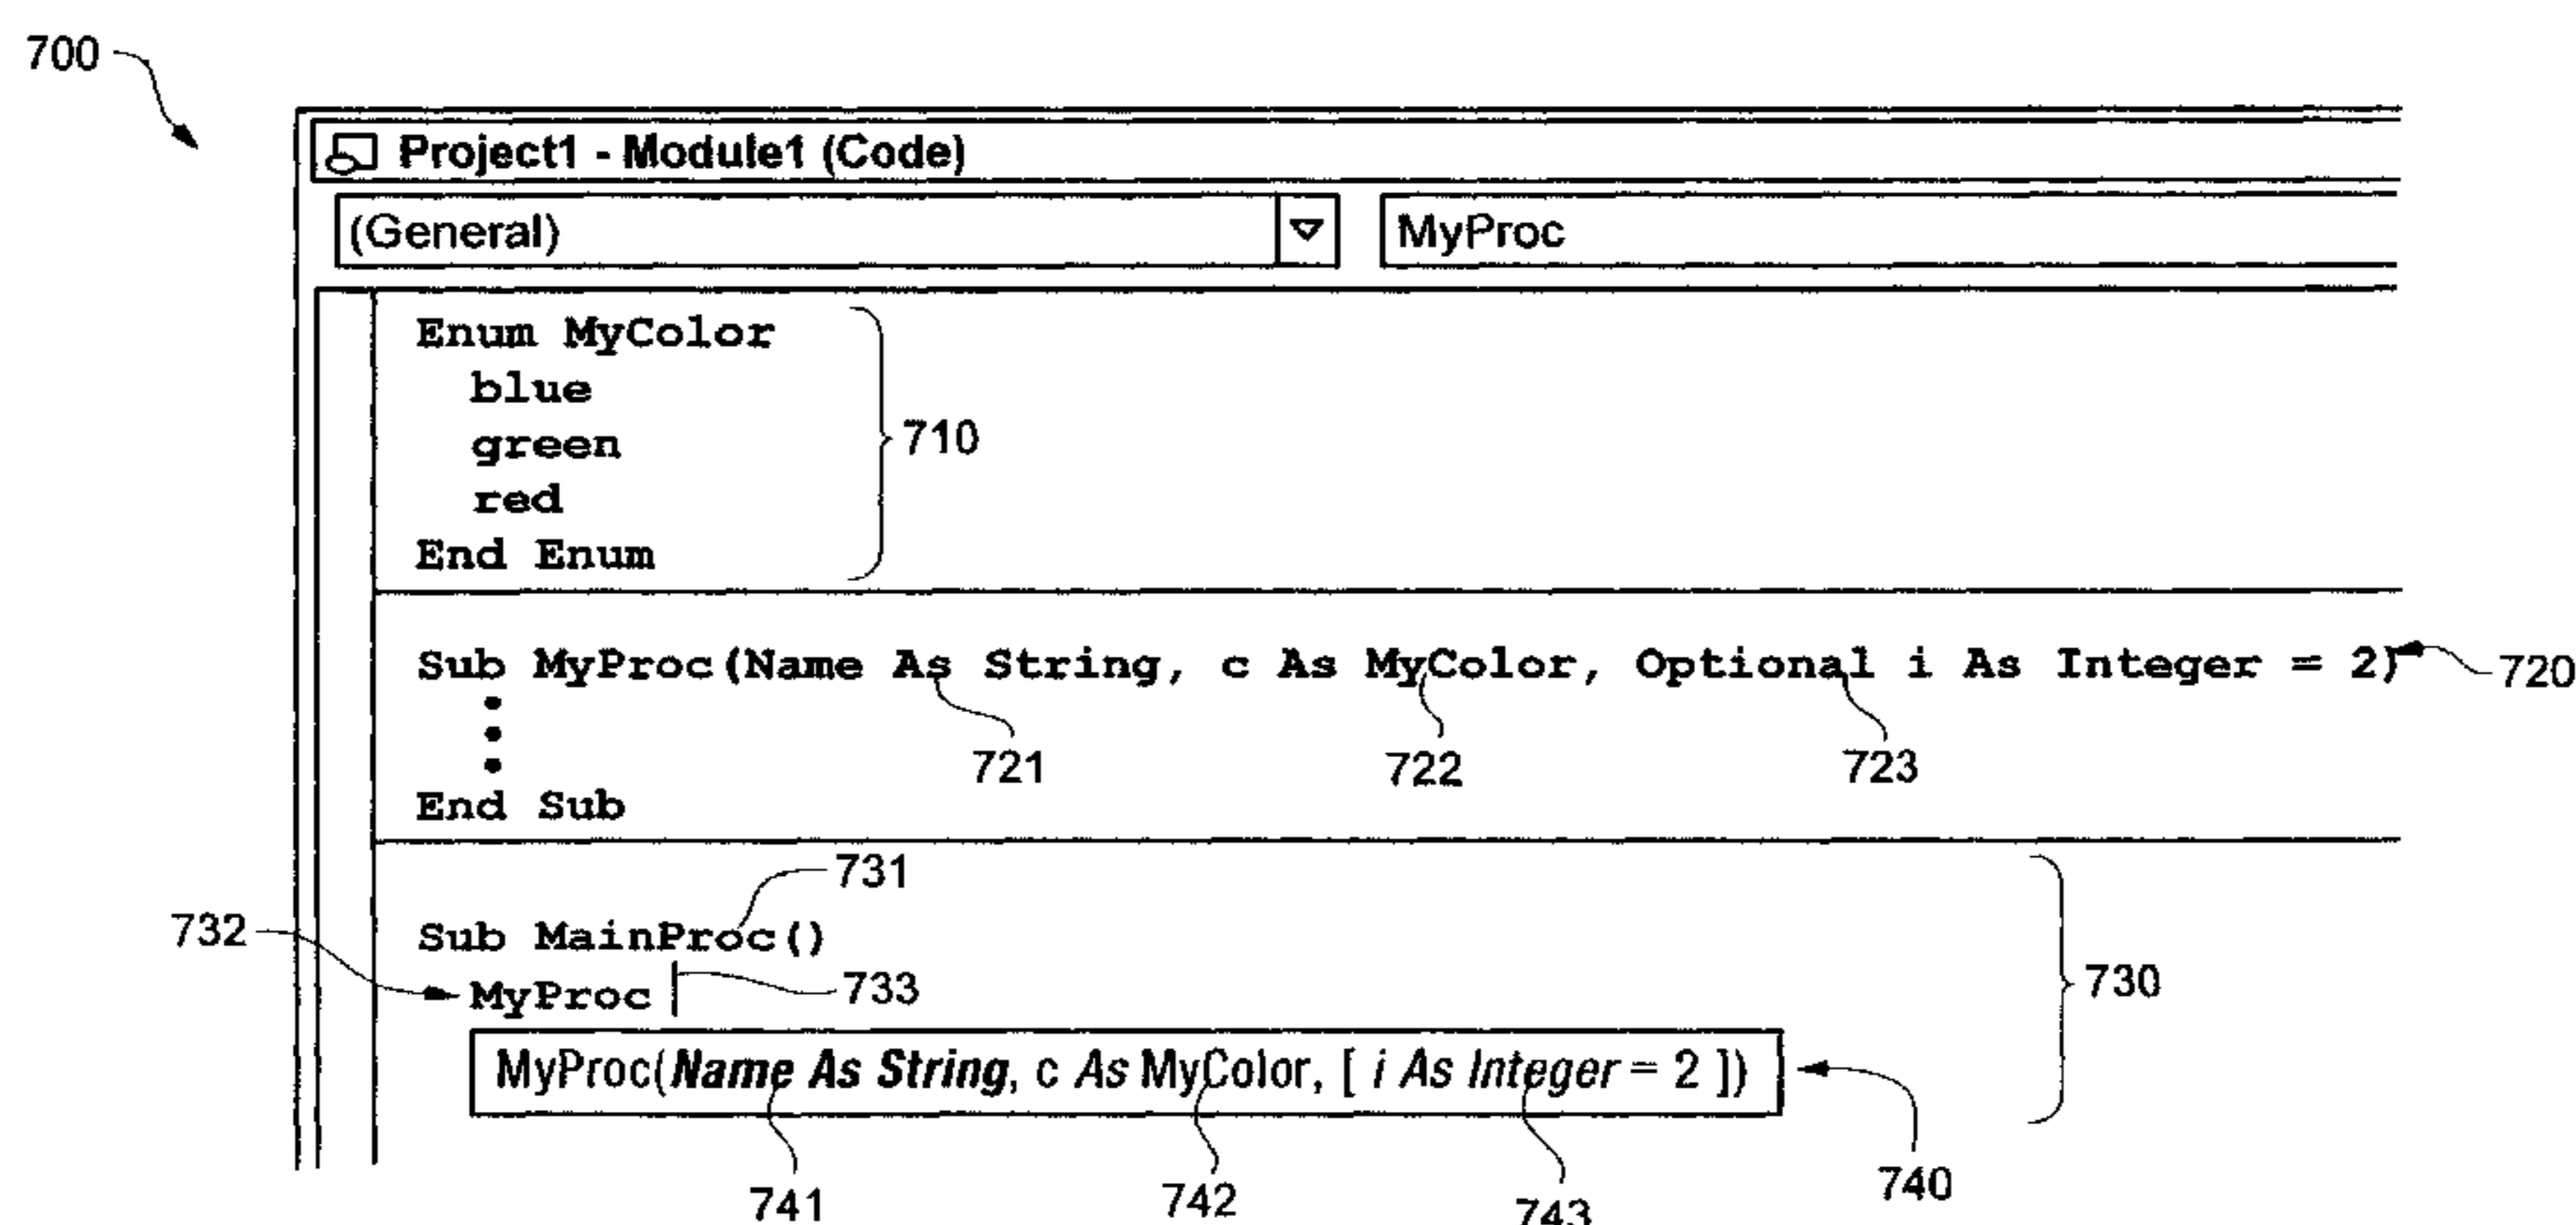 700
Project1 - Module1 (Code)
(General) MyProc
Enum MyColor
blue
green
red
End Enum
710
Sub MyProc(Name As String, c As MyColor, Optional i As Integer = 2)
720
721 722 723
End Sub
731
Sub MainProc()
732
MyProc
733
730
MyProc(Name As String, c As MyColor, [ i As Integer = 2 ])
741 742 743 740